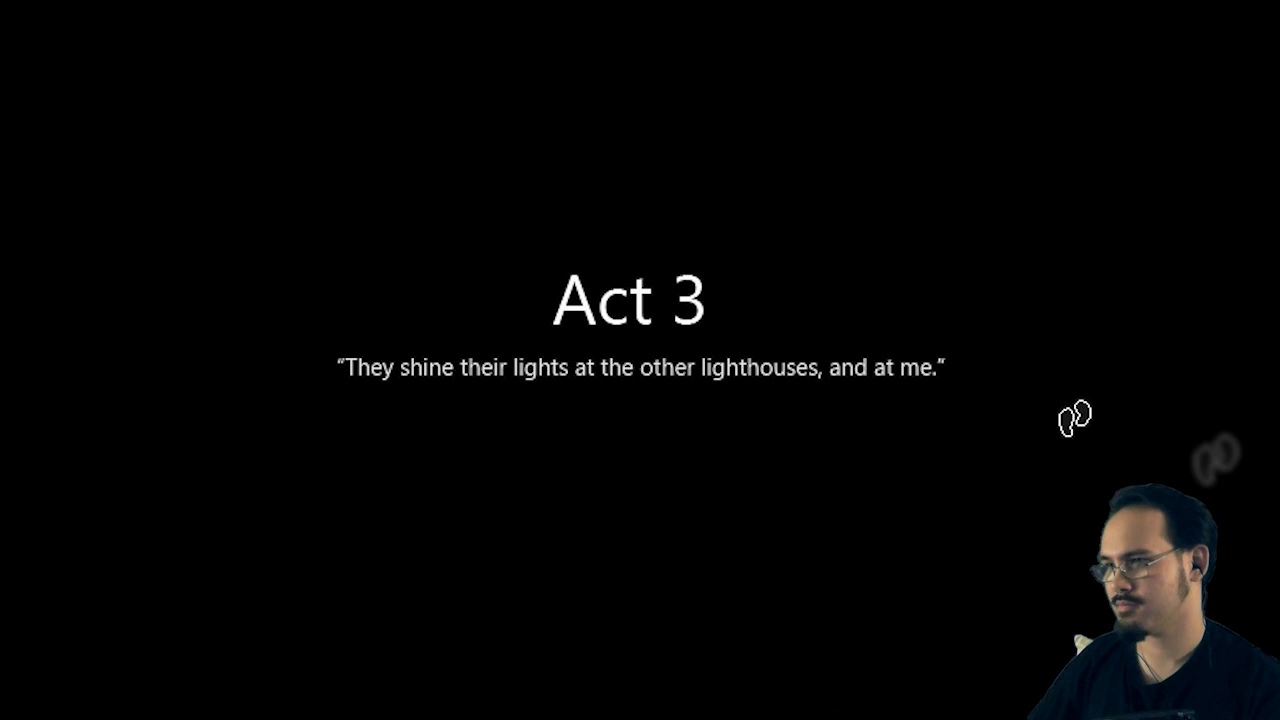 Act 3
“They shine their lights at the other lighthouses, and at me.”